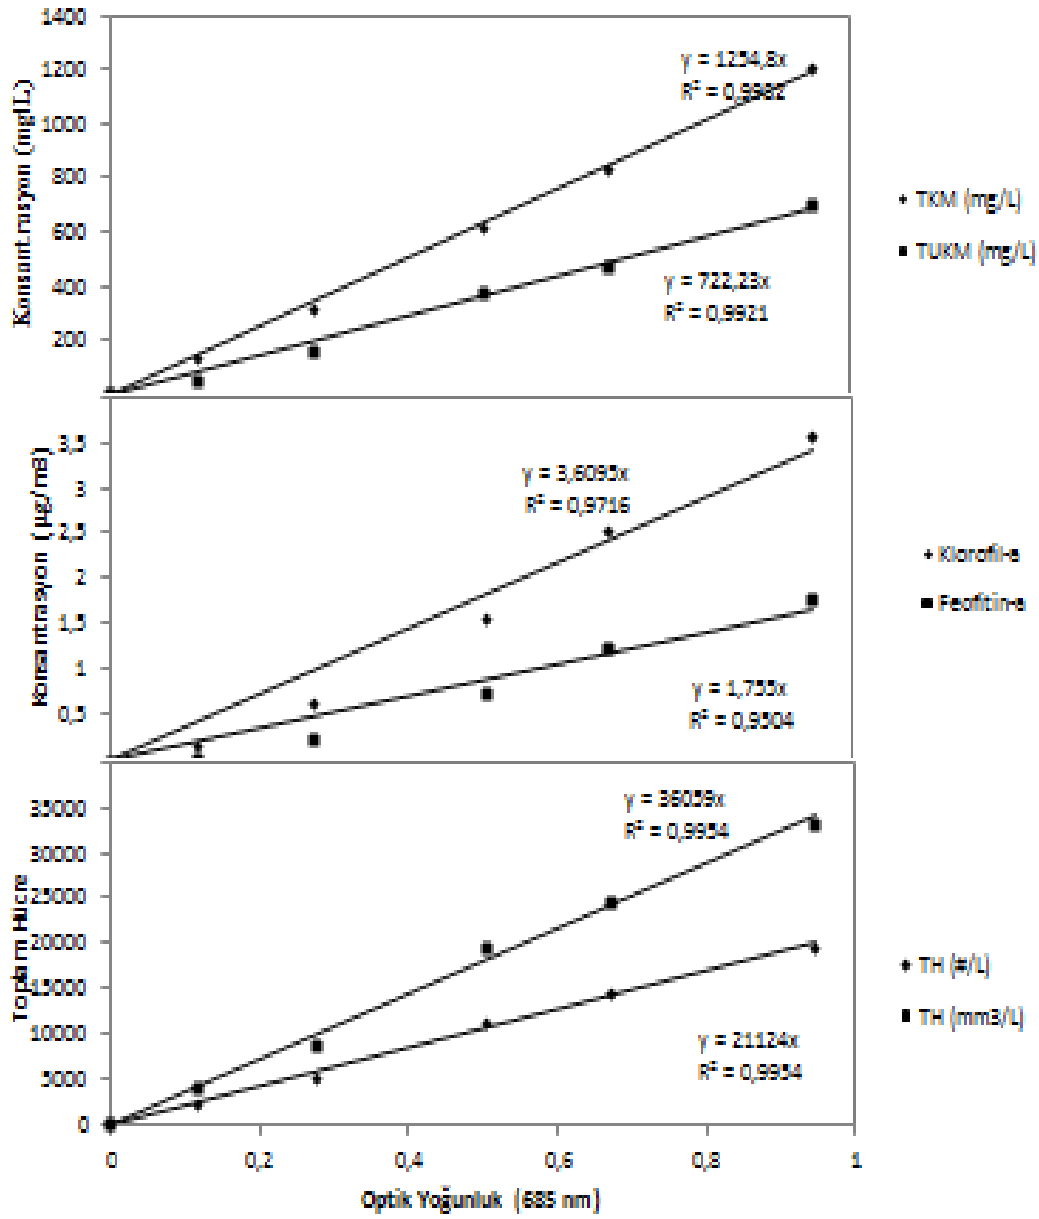 1400
1200
1000
800
600
400
200
Konsantrasyon (mg/L)
y = 1254,8x
R² = 0,9982
y = 722,23x
R² = 0,9921
TKM (mg/L)
TUKM (mg/L)
3,5
3
2,5
2
1,5
1
0,5
Konsantrasyon (µg/m3)
y = 3,6095x
R² = 0,9716
y = 1,755x
R² = 0,9504
Klorofil-a
Feofitin-a
35000
30000
25000
20000
15000
10000
5000
0
Toplam Hücre
y = 36059x
R² = 0,9954
y = 21124x
R² = 0,9954
TH (#/L)
TH (mm3/L)
0 0,2 0,4 0,6 0,8 1
Optik Yoğunluk (685 nm)